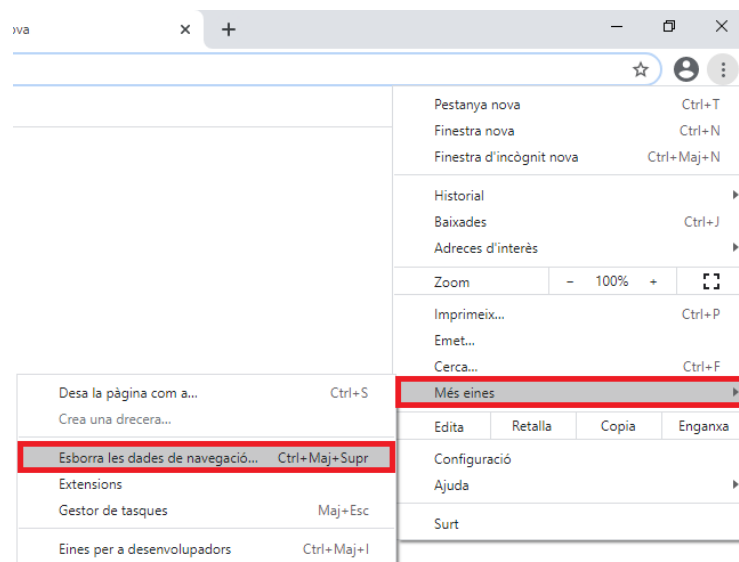 ova
Pestanya nova Ctrl+T
Finestra nova Ctrl+N
Finestra d'incògnit nova Ctrl+Maj+N
Historial
Baixades Ctrl+J
Adreces d'interès
Zoom - 100% +
Imprimeix... Ctrl+P
Emet...
Cerca... Ctrl+F
Més eines
Edita Retalla Copia Enganxa
Configuració
Ajuda
Surt
Desa la pàgina com a... Ctrl+S
Crea una drecera...
Esborra les dades de navegació... Ctrl+Maj+Supr
Extensions
Gestor de tasques Maj+Esc
Eines per a desenvolupadors Ctrl+Maj+I